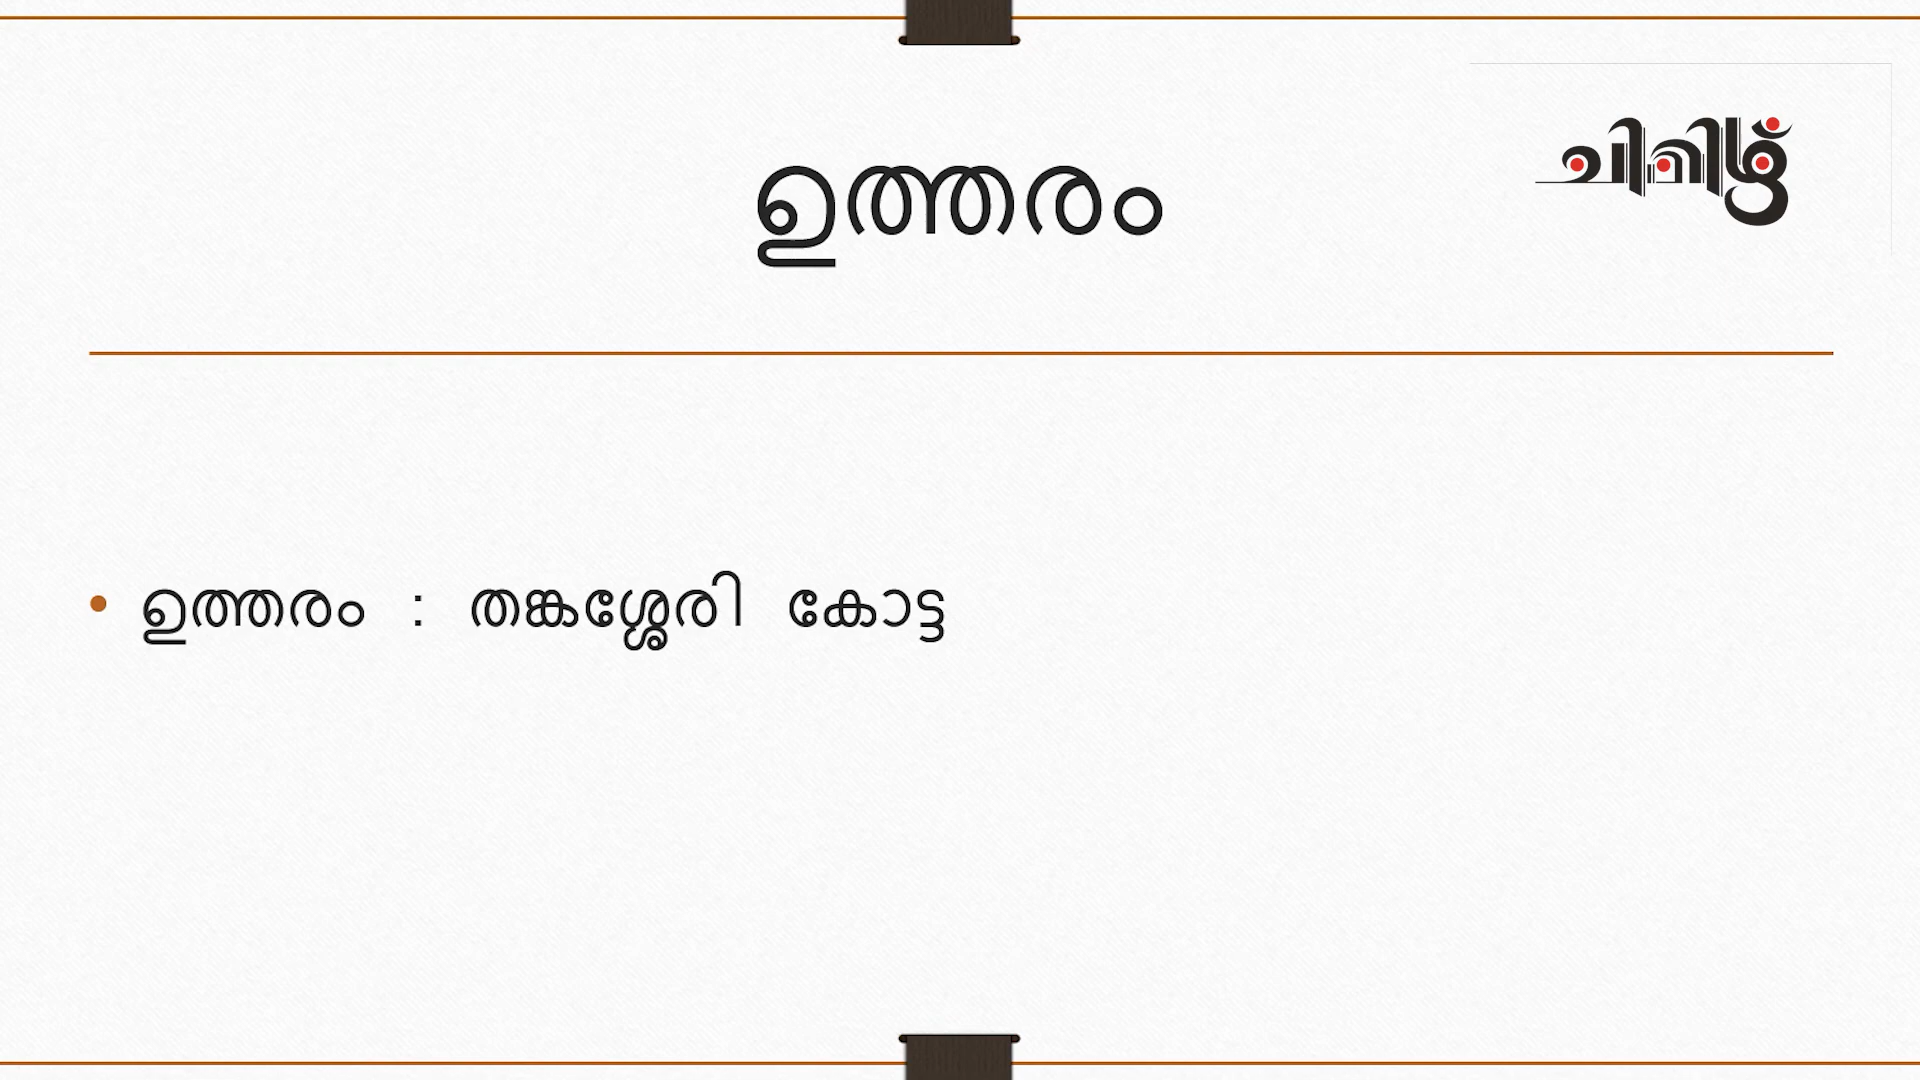 ഉത്തരം
ഉത്തരം : തങ്കശ്ശേരി കോട്ട